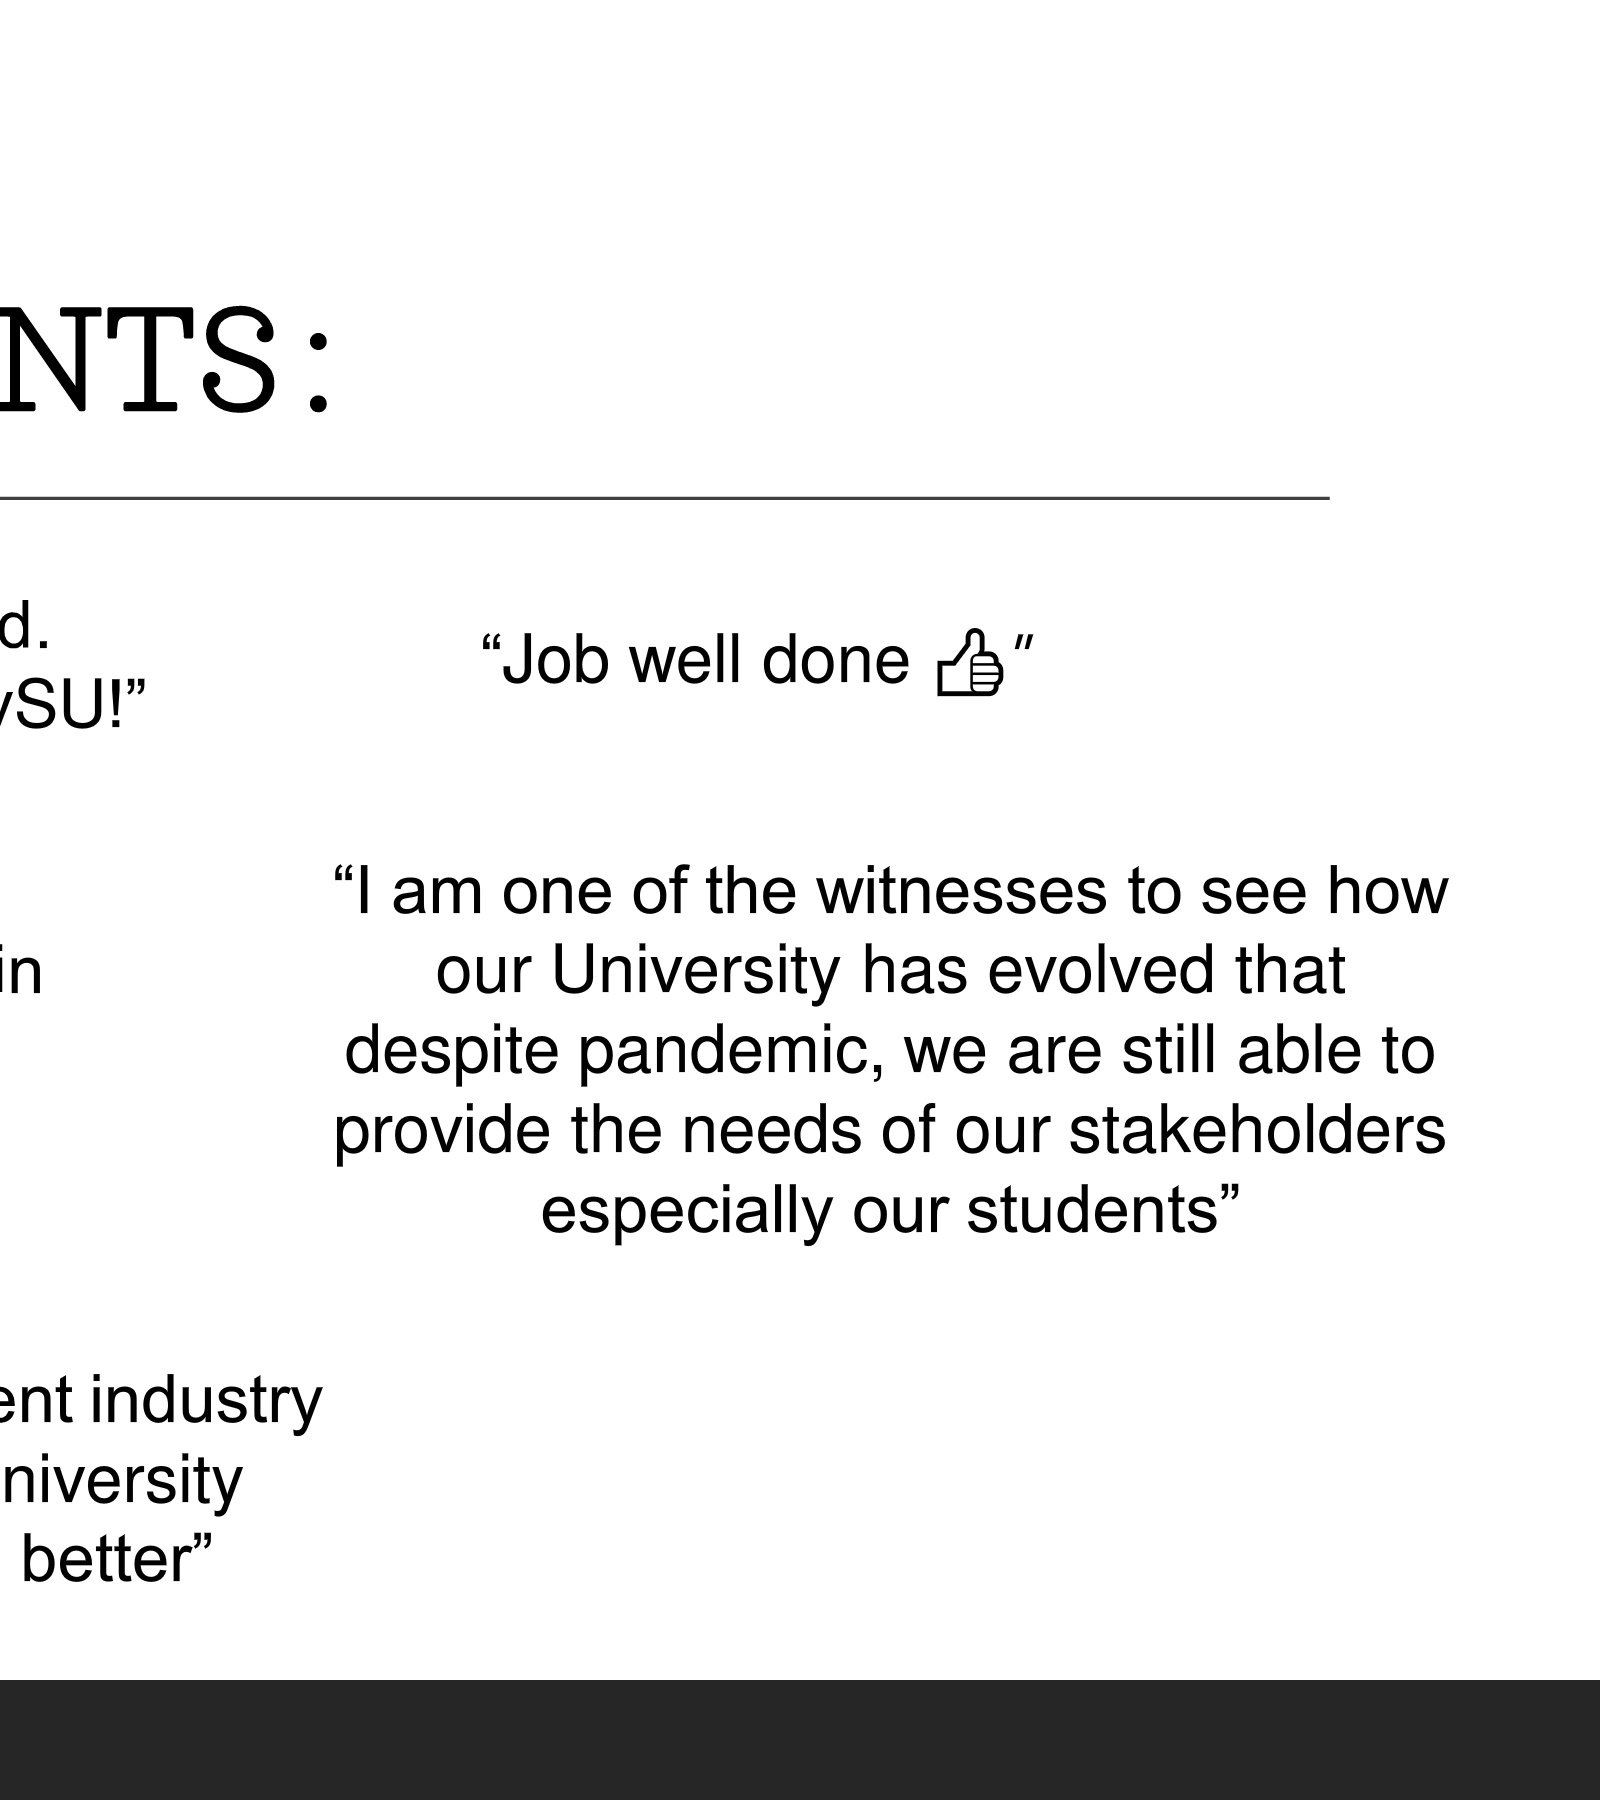 NTS:
d.
ySU!”
“Job well done 👍”
in
“I am one of the witnesses to see how
our University has evolved that
despite pandemic, we are still able to
provide the needs of our stakeholders
especially our students”
ent industry
niversity
better”